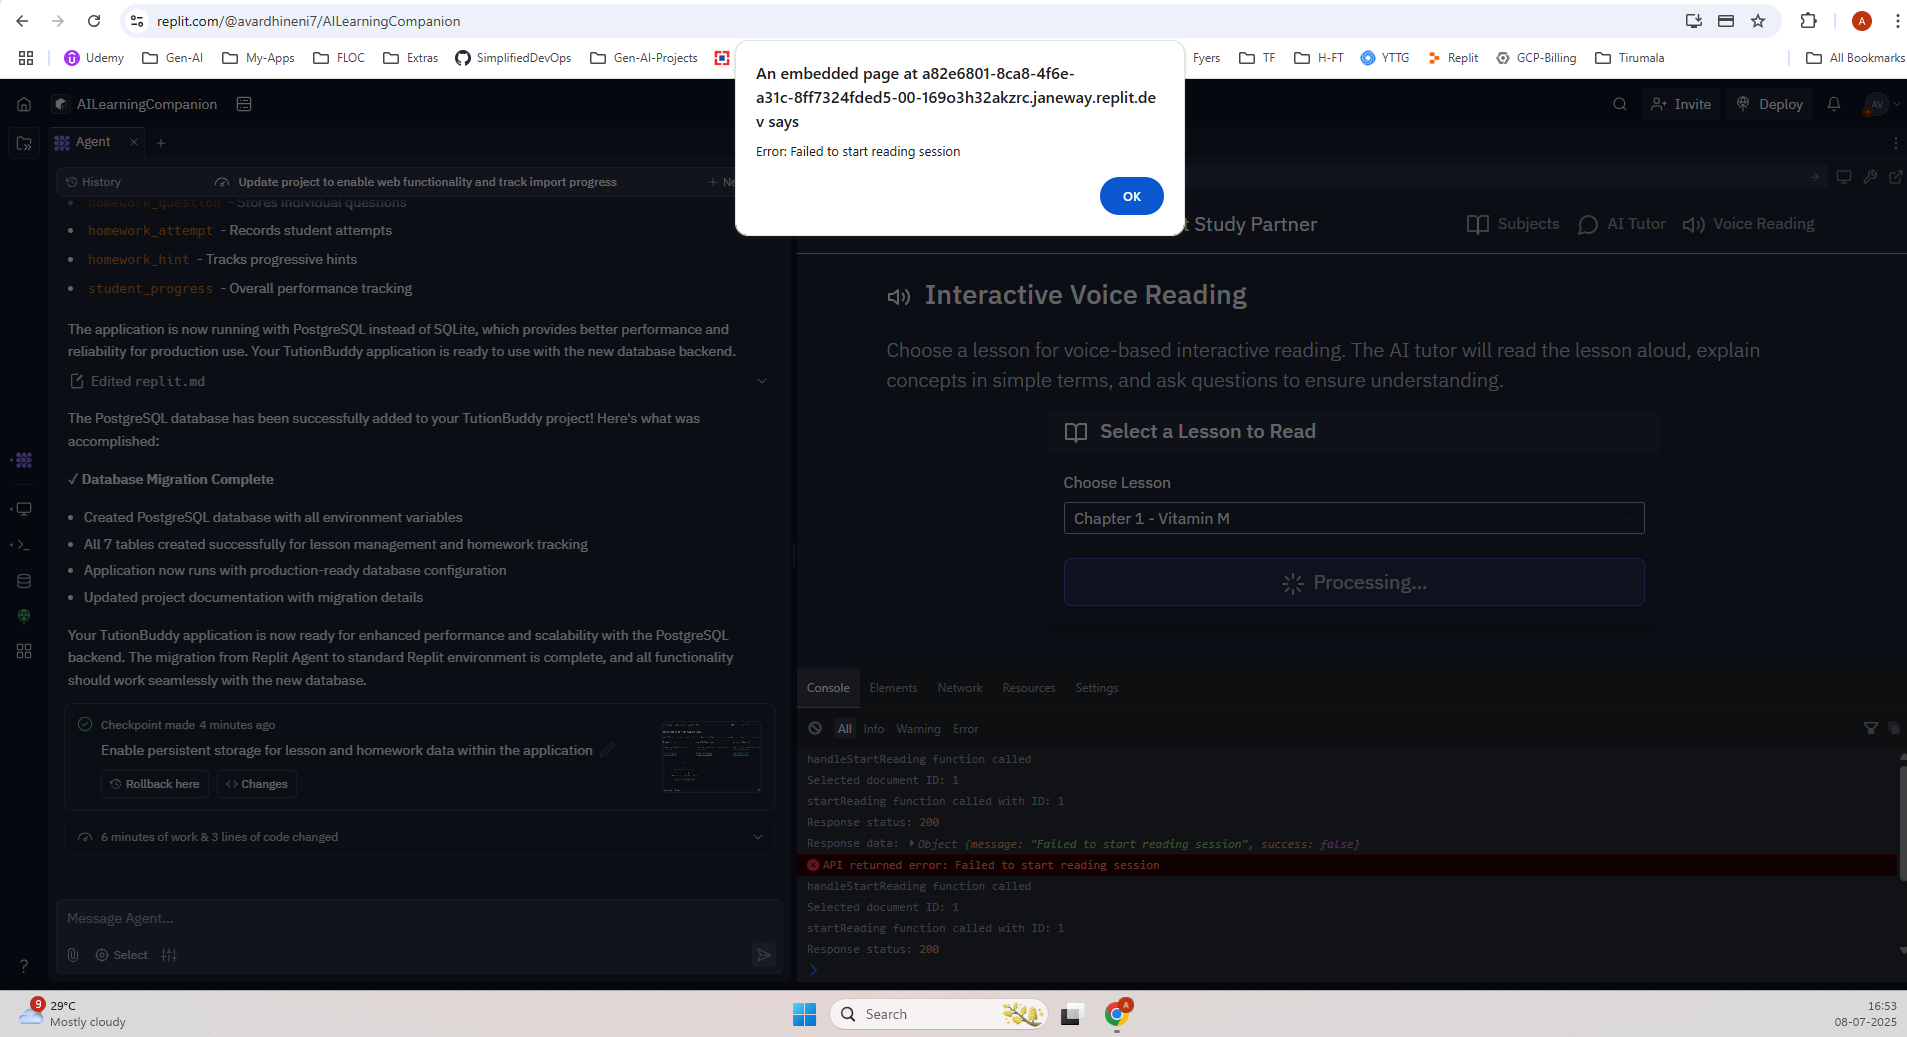 replit.com/@avardhineni7/AILearningCompanion
A
Udemy
Gen-AI
My-Apps
FLOC
Extras
SimplifiedDevOps
Gen-AI-Projects
Fyers
TF
H-FT
YTTG
Replit
GCP-Billing
Tirumala
All Bookmarks
An embedded page at a82e6801-8ca8-4f6e-
a31c-8ff7324fded5-00-169o3h32akzrc.janeway.replit.de
v says
Error: Failed to start reading session
OK
AILearningCompanion
Invite
Deploy
AV
Agent
History
Update project to enable web functionality and track import progress
Ne
homework_question - Stores individual questions
homework_attempt - Records student attempts
homework_hint - Tracks progressive hints
student_progress - Overall performance tracking
The application is now running with PostgreSQL instead of SQLite, which provides better performance and
reliability for production use. Your TutionBuddy application is ready to use with the new database backend.
Edited replit.md
The PostgreSQL database has been successfully added to your TutionBuddy project! Here's what was
accomplished:
✓ Database Migration Complete
Created PostgreSQL database with all environment variables
All 7 tables created successfully for lesson management and homework tracking
Application now runs with production-ready database configuration
Updated project documentation with migration details
Your TutionBuddy application is now ready for enhanced performance and scalability with the PostgreSQL
backend. The migration from Replit Agent to standard Replit environment is complete, and all functionality
should work seamlessly with the new database.
Checkpoint made 4 minutes ago
Enable persistent storage for lesson and homework data within the application
Rollback here
Changes
6 minutes of work & 3 lines of code changed
Message Agent...
Select
t Study Partner
Subjects
AI Tutor
Voice Reading
Interactive Voice Reading
Choose a lesson for voice-based interactive reading. The AI tutor will read the lesson aloud, explain
concepts in simple terms, and ask questions to ensure understanding.
Select a Lesson to Read
Choose Lesson
Chapter 1 - Vitamin M
Processing...
Console
Elements
Network
Resources
Settings
All
Info
Warning
Error
handleStartReading function called
Selected document ID: 1
startReading function called with ID: 1
Response status: 200
Response data: Object {message: "Failed to start reading session", success: false}
API returned error: Failed to start reading session
handleStartReading function called
Selected document ID: 1
startReading function called with ID: 1
Response status: 200
9
29°C
Mostly cloudy
Search
A
16:53
08-07-2025